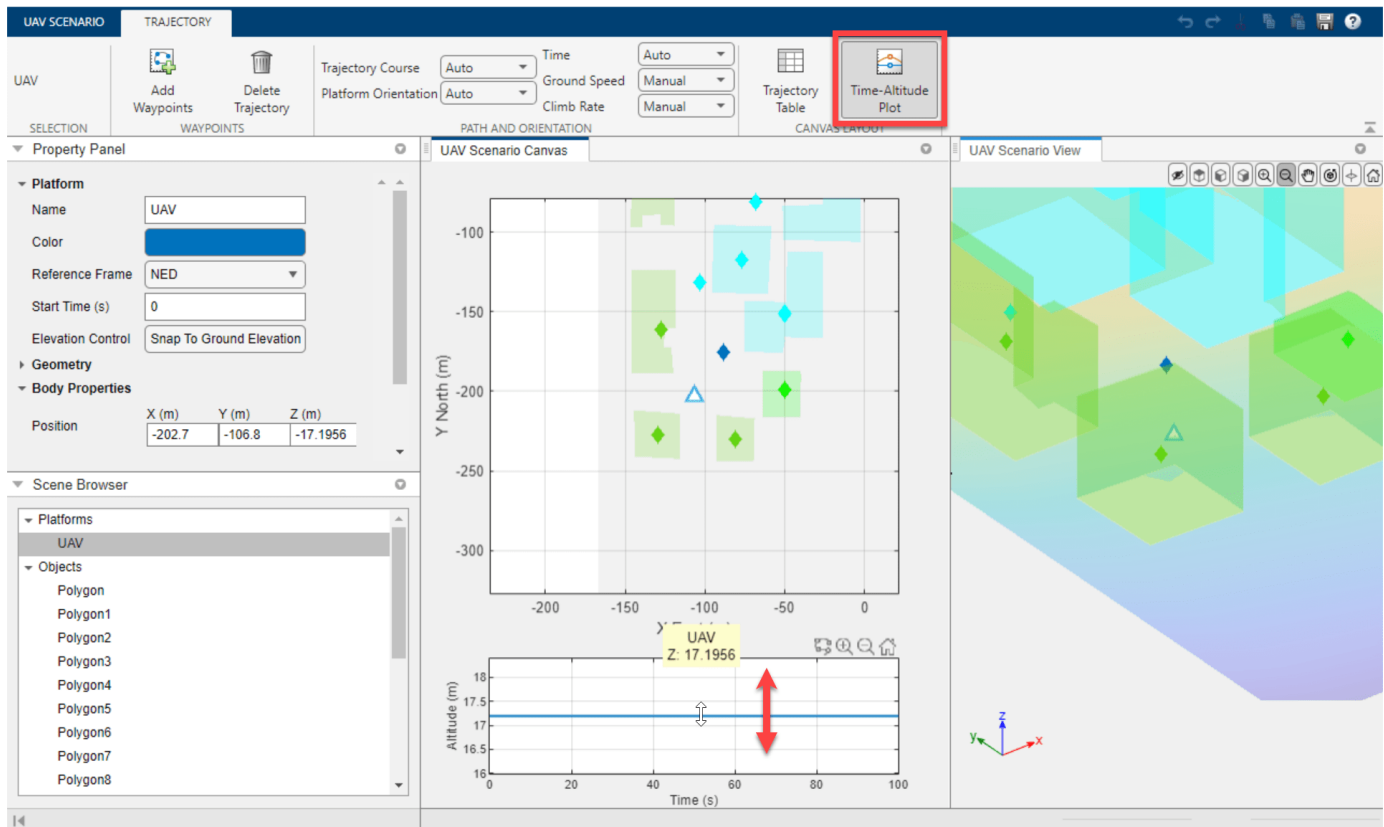 UAV SCENARIO TRAJECTORY
UAV
Add Waypoints
Delete Trajectory
Trajectory Course Auto
Platform Orientation Auto
Time Auto
Ground Speed Manual
Climb Rate Manual
Trajectory Table
Time-Altitude Plot
SELECTION WAYPOINTS PATH AND ORIENTATION CANVAS LAYOUT
Property Panel
Platform
Name UAV
Color
Reference Frame NED
Start Time (s) 0
Elevation Control Snap To Ground Elevation
Geometry
Body Properties
X (m) Y (m) Z (m)
Position -202.7 -106.8 -17.1956
Scene Browser
Platforms
UAV
Objects
Polygon
Polygon1
Polygon2
Polygon3
Polygon4
Polygon5
Polygon6
Polygon7
Polygon8
UAV Scenario Canvas
-100
-150
-200
-250
-300
Y North (m)
-200 -150 -100 -50 0
UAV
Z: 17.1956
18
17.5
17
16.5
16
Altitude (m)
0 20 40 60 80 100
Time (s)
UAV Scenario View
z
y x